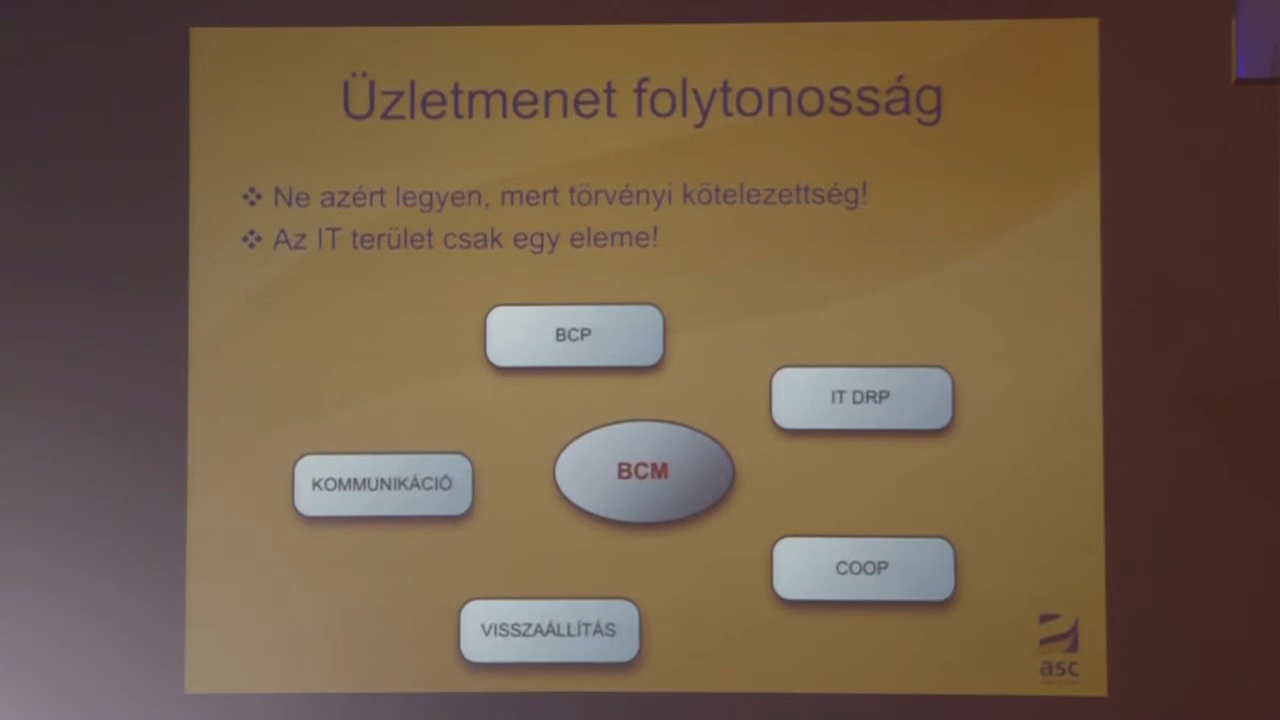 Üzletmenet folytonosság
Ne azért legyen, mert törvényi kötelezettség!
Az IT terület csak egy eleme!
BCP
IT DRP
BCM
KOMMUNIKÁCIÓ
COOP
VISSZAÁLLÍTÁS
asc